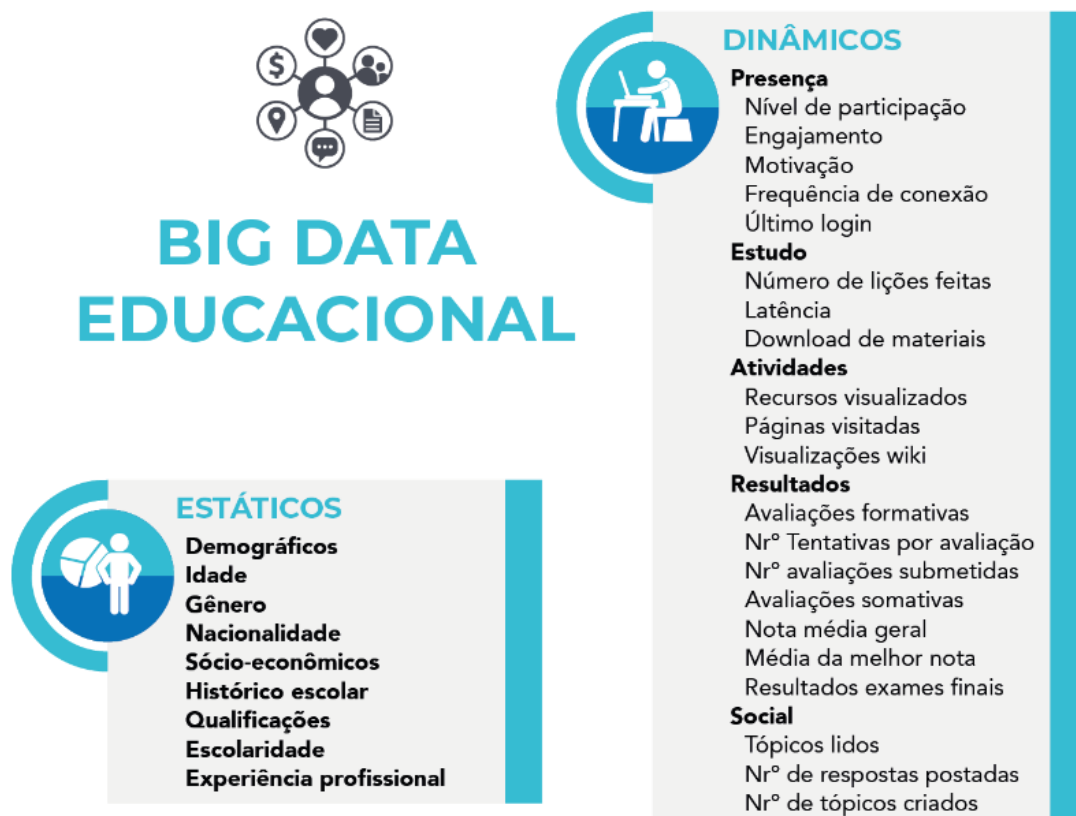 BIG DATA
EDUCACIONAL
ESTÁTICOS
Demográficos
Idade
Gênero
Nacionalidade
Sócio-econômicos
Histórico escolar
Qualificações
Escolaridade
Experiência profissional
DINÂMICOS
Presença
Nível de participação
Engajamento
Motivação
Frequência de conexão
Último login
Estudo
Número de lições feitas
Latência
Download de materiais
Atividades
Recursos visualizados
Páginas visitadas
Visualizações wiki
Resultados
Avaliações formativas
Nrº Tentativas por avaliação
Nrº avaliações submetidas
Avaliações somativas
Nota média geral
Média da melhor nota
Resultados exames finais
Social
Tópicos lidos
Nrº de respostas postadas
Nrº de tópicos criados